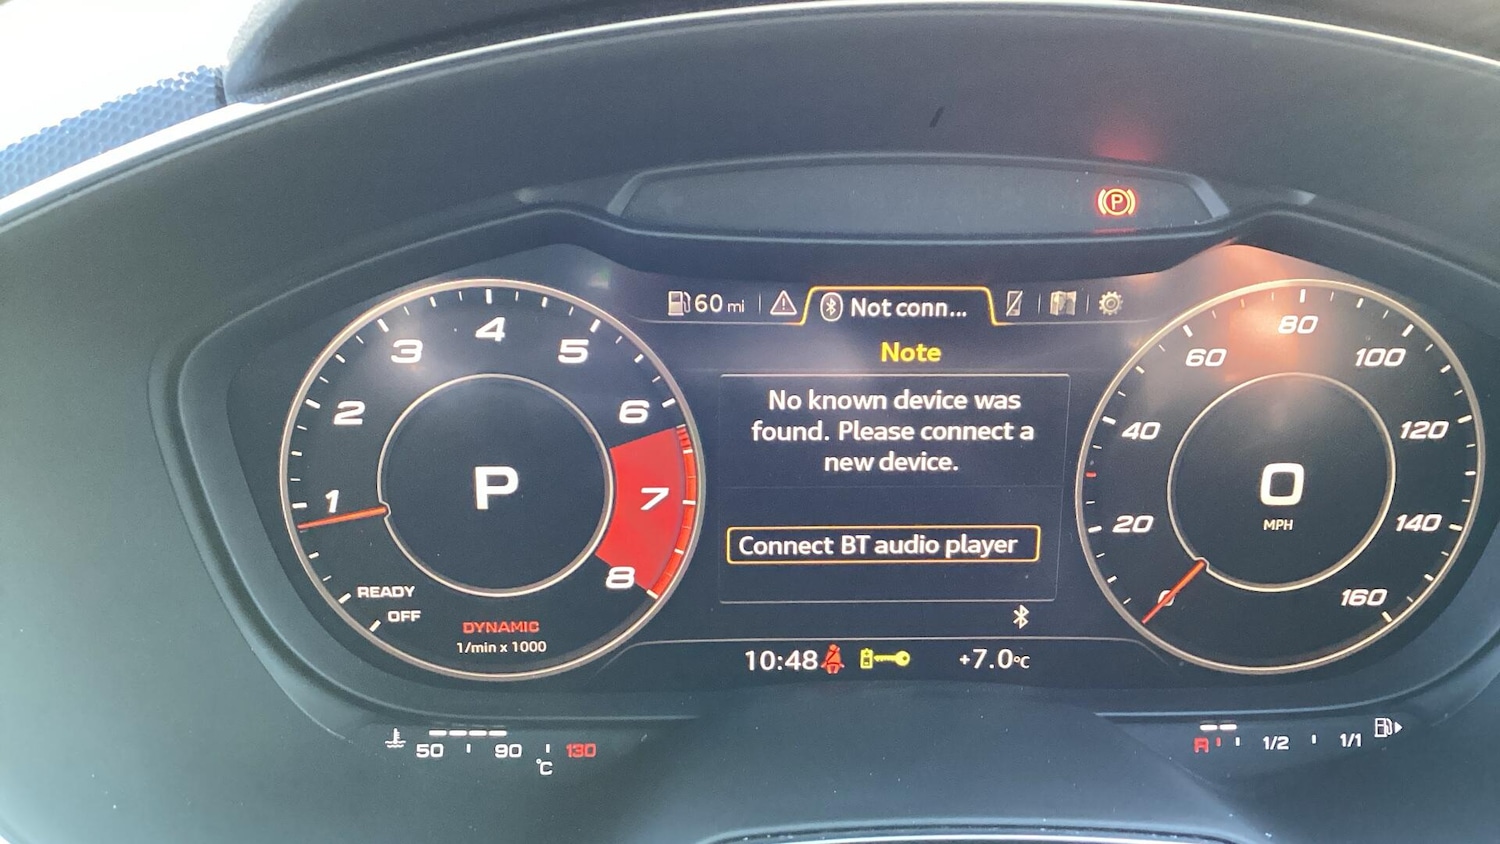 P
60 mi
Not conn...
Note
No known device was
found. Please connect a
new device.
Connect BT audio player
10:48
+7.0°C
1
2
3
4
5
6
7
8
READY
OFF
P
DYNAMIC
1/min x 1000
0
20
40
60
80
100
120
140
160
0
MPH
50 90 130
°C
R 1/2 1/1